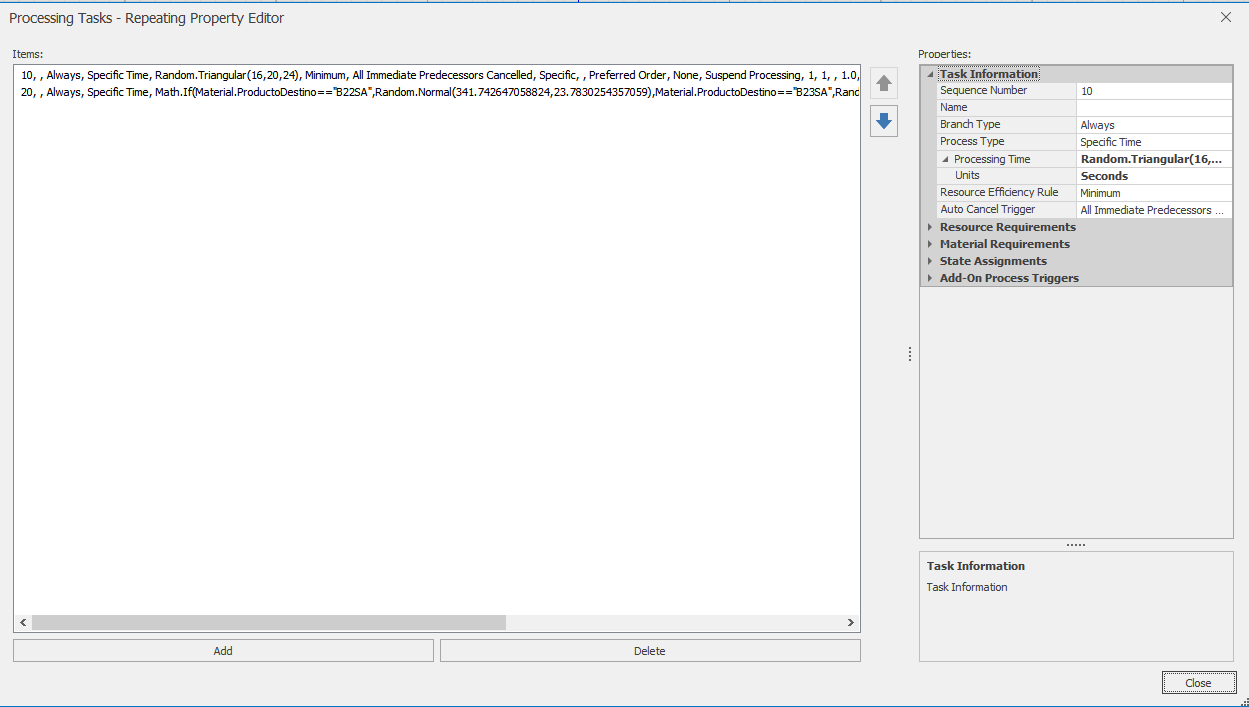 Processing Tasks - Repeating Property Editor
Items:
10, , Always, Specific Time, Random.Triangular(16,20,24), Minimum, All Immediate Predecessors Cancelled, Specific, , Preferred Order, None, Suspend Processing, 1, 1, , 1.0,
20, , Always, Specific Time, Math.If(Material.ProductoDestino=="B22SA",Random.Normal(341.742647058824,23.7830254357059),Material.ProductoDestino=="B23SA",Rand
Add
Delete
Properties:
Task Information
Sequence Number 10
Name
Branch Type Always
Process Type Specific Time
Processing Time Random.Triangular(16,...
Units Seconds
Resource Efficiency Rule Minimum
Auto Cancel Trigger All Immediate Predecessors ...
Resource Requirements
Material Requirements
State Assignments
Add-On Process Triggers
Task Information
Task Information
Close